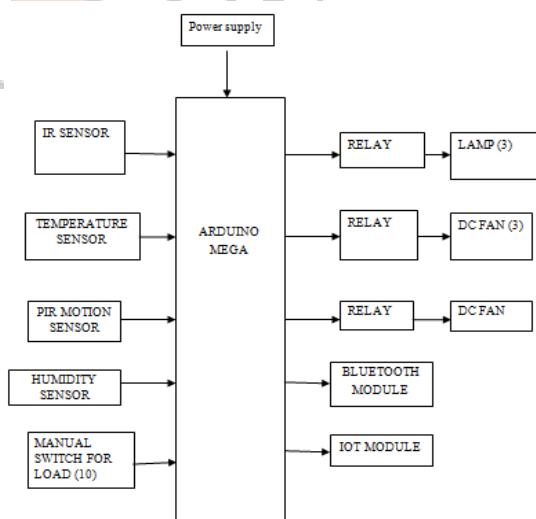 Power supply
IR SENSOR
TEMPERATURE
SENSOR
PIR MOTION
SENSOR
HUMIDITY
SENSOR
MANUAL
SWITCH FOR
LOAD (10)
ARDUINO
MEGA
RELAY
LAMP (3)
RELAY
DC FAN (3)
RELAY
DC FAN
BLUETOOTH
MODULE
IOT MODULE